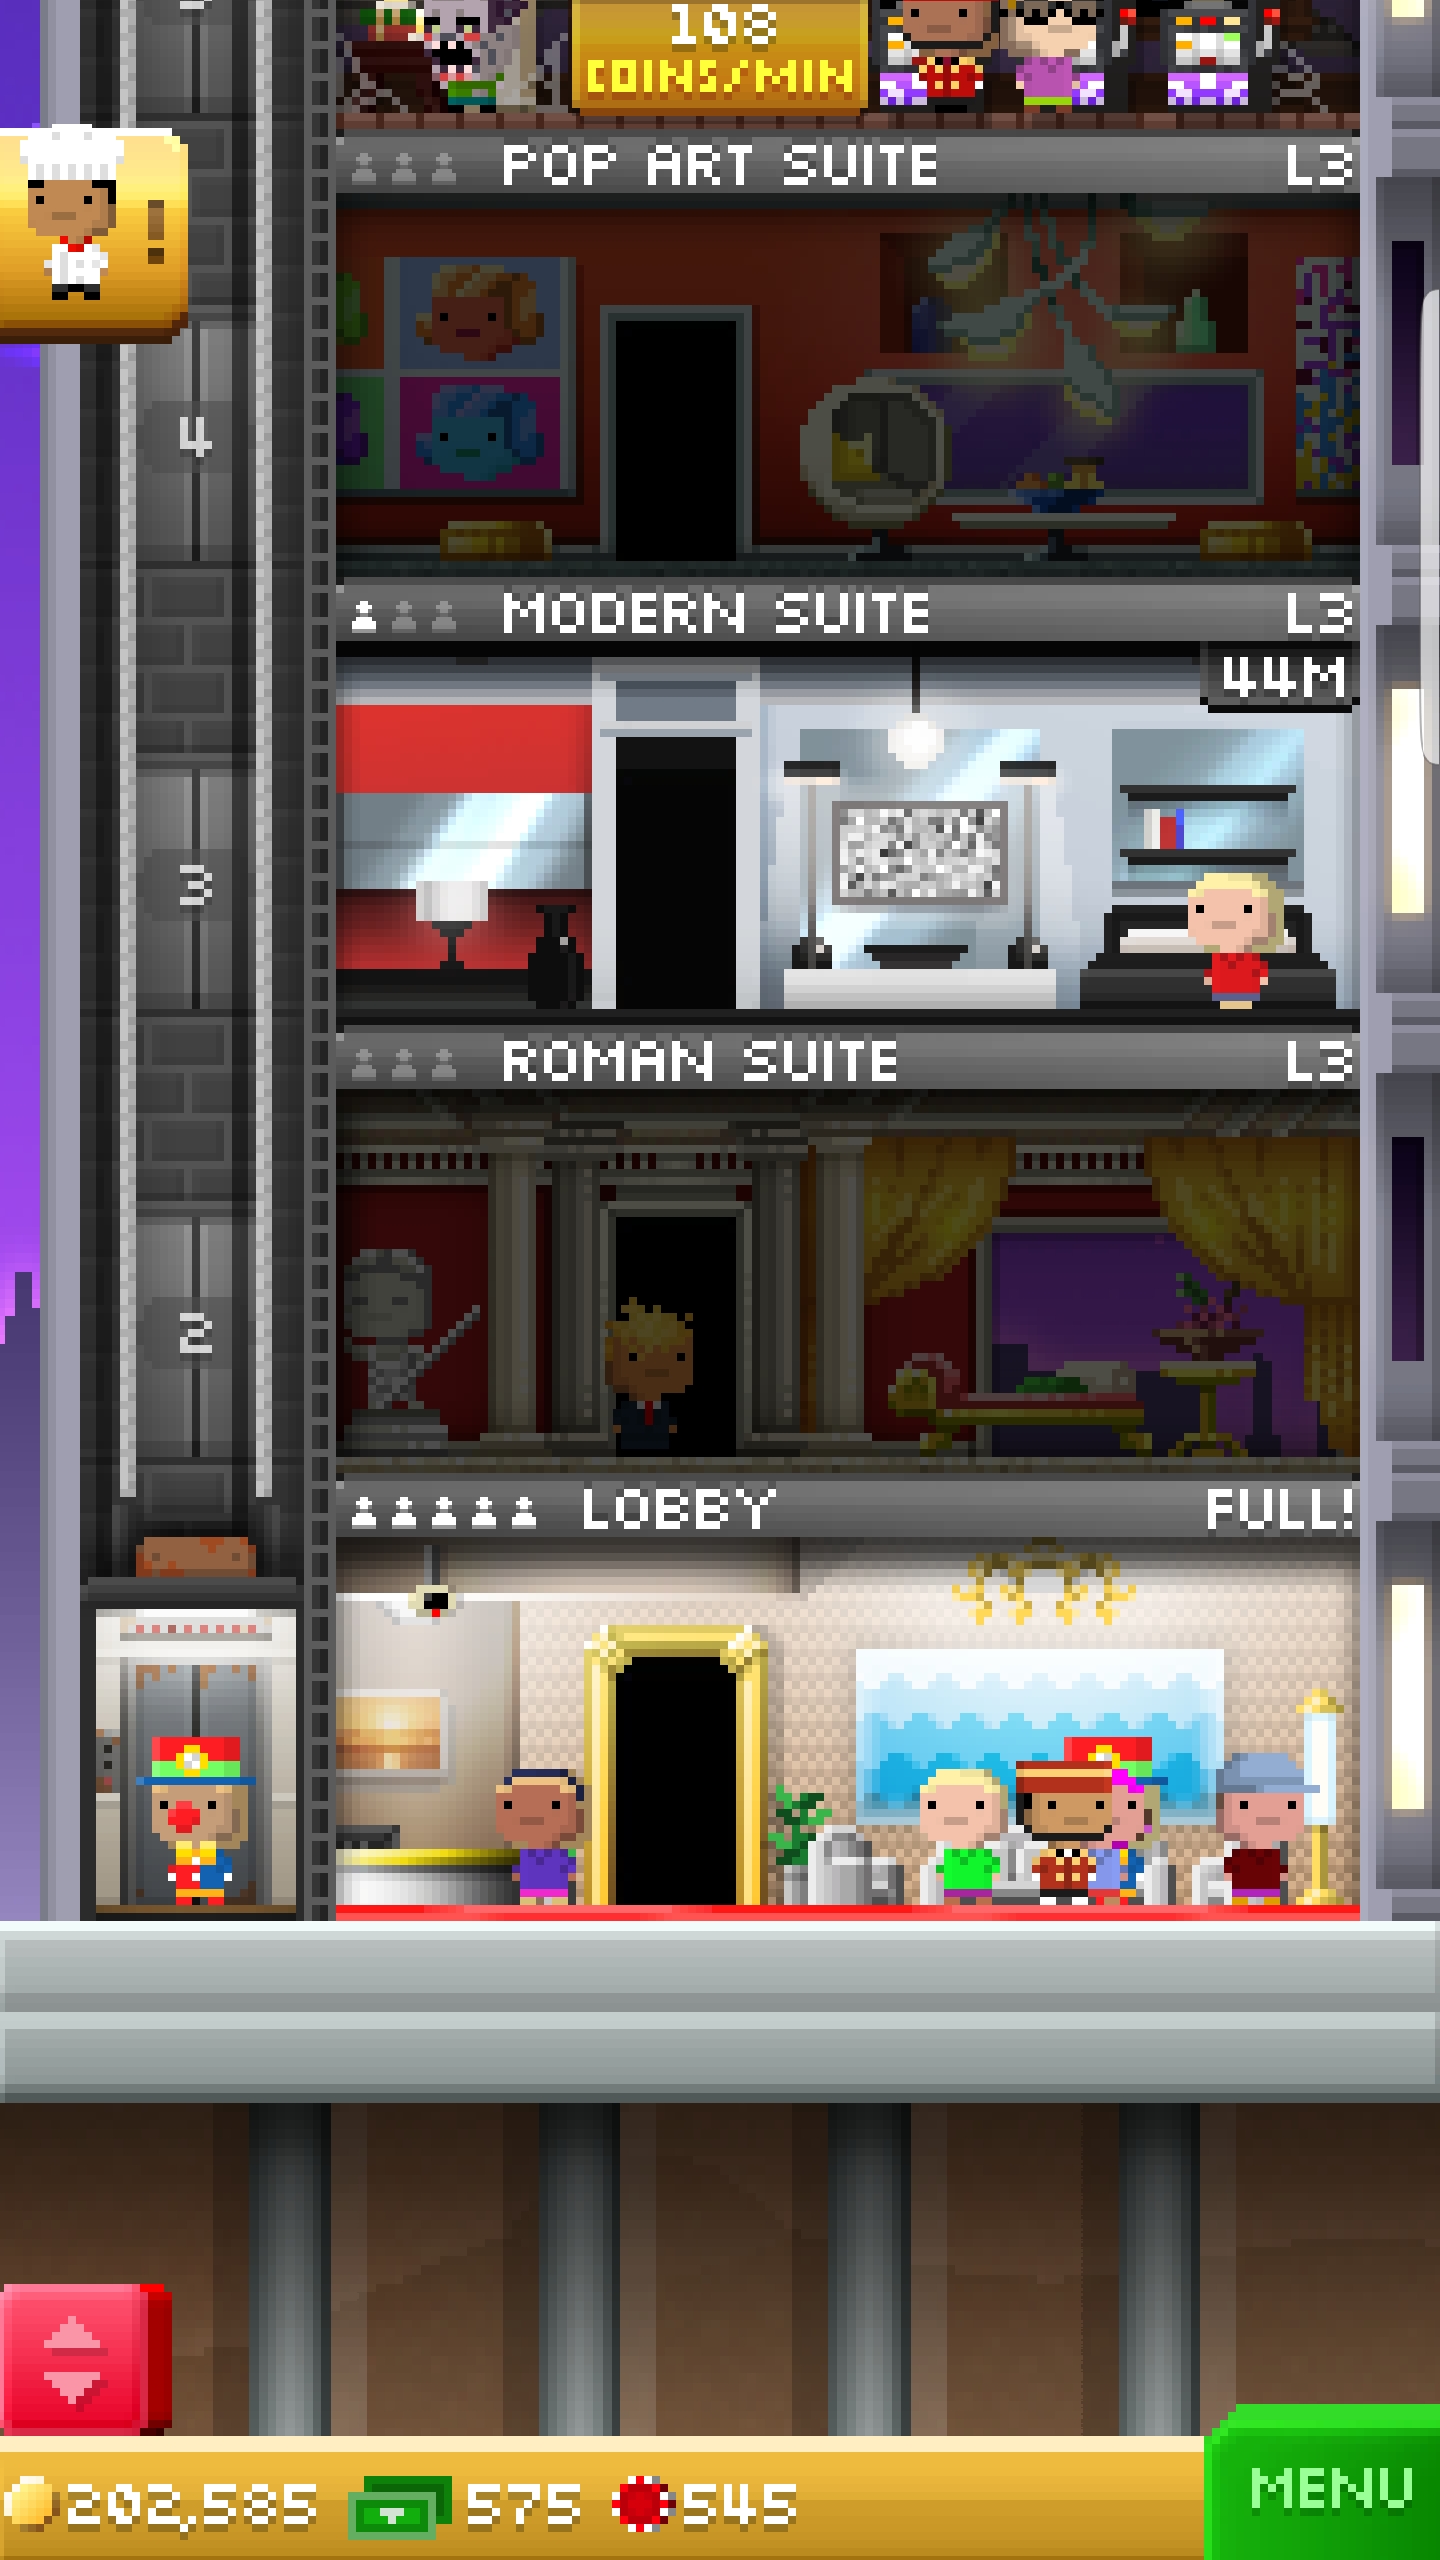 108
COINS/MIN
POP ART SUITE L3
!
4
MODERN SUITE L3
44M
3
ROMAN SUITE L3
2
LOBBY FULL!
202,585 575 545
MENU